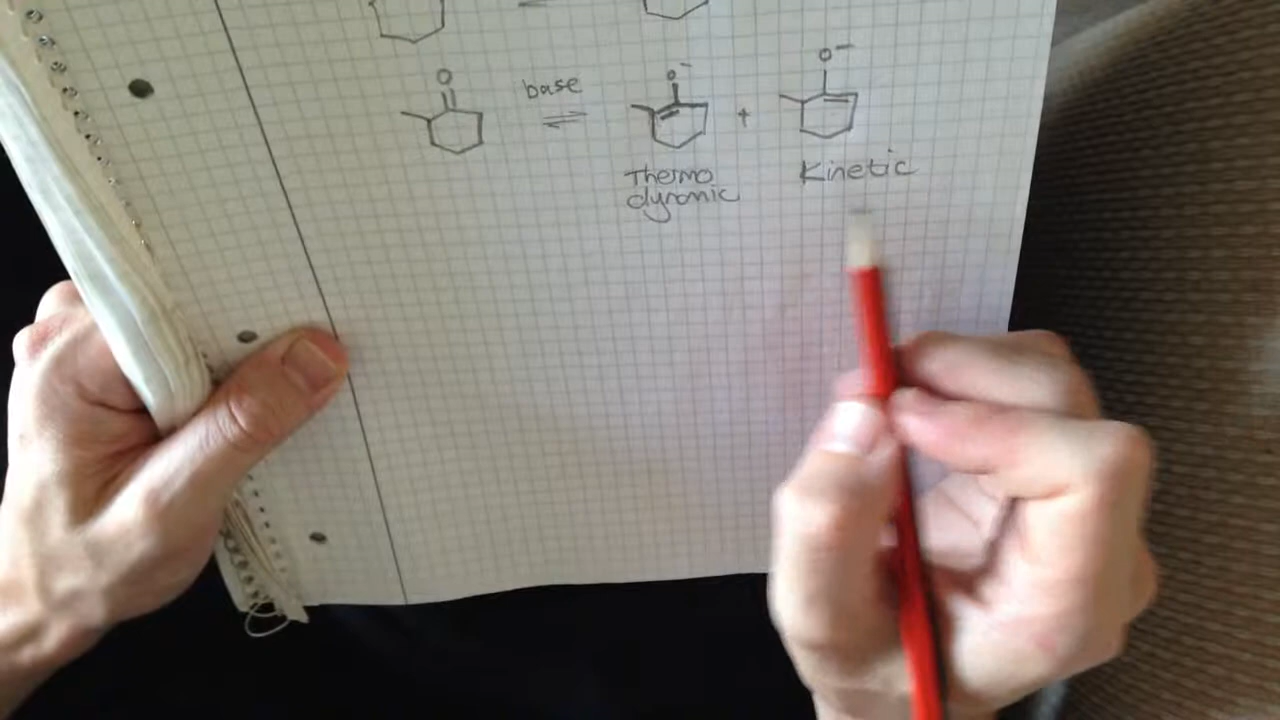 O
base
O⁻
+
O⁻
Thermo
dynamic
Kinetic